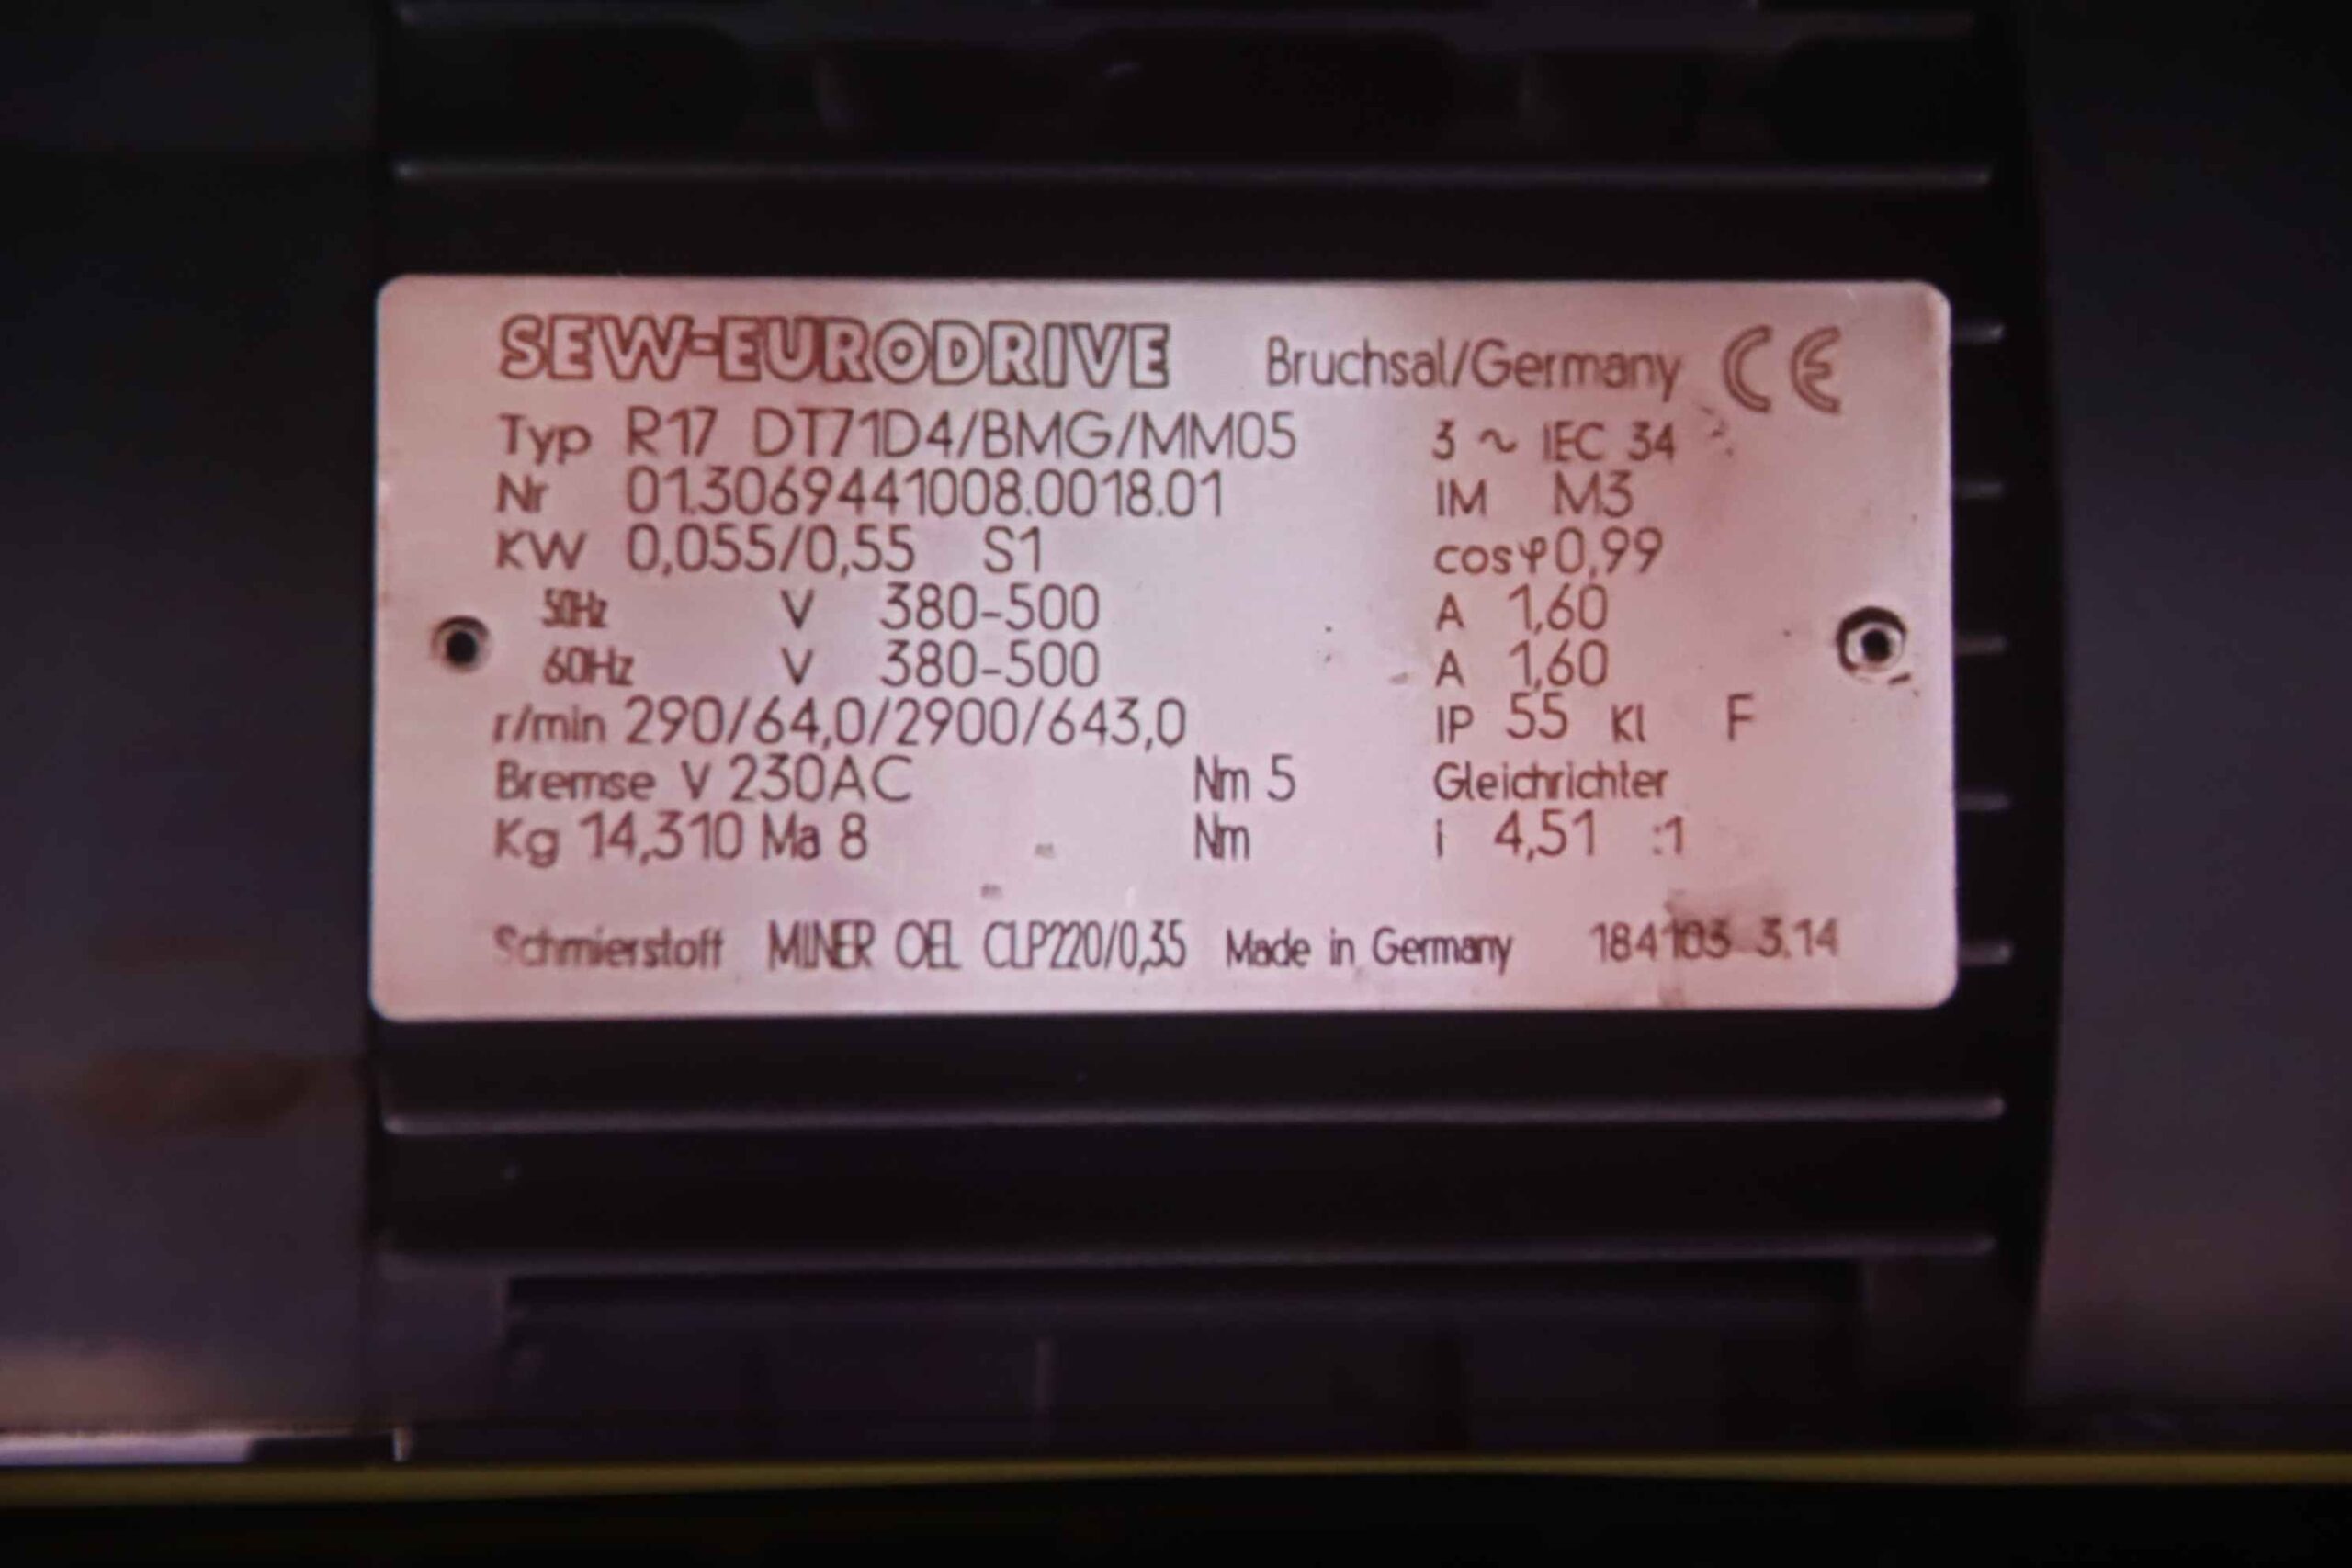 SEW-EURODRIVE Bruchsal/Germany CE
Typ R17 DT71D4/BMG/MM05 3 ~ IEC 34
Nr 01.3069441008.0018.01 IM M3
KW 0,055/0,55 S1 cosφ 0,99
50Hz V 380-500 A 1,60
60Hz V 380-500 A 1,60
r/min 290/64,0/2900/643,0 IP 55 Kl F
Bremse V 230AC Nm 5 Gleichrichter
Kg 14,310 Ma 8 Nm i 4,51 :1
Schmierstoff MINER OEL CLP220/0,35 Made in Germany 184103 3.14